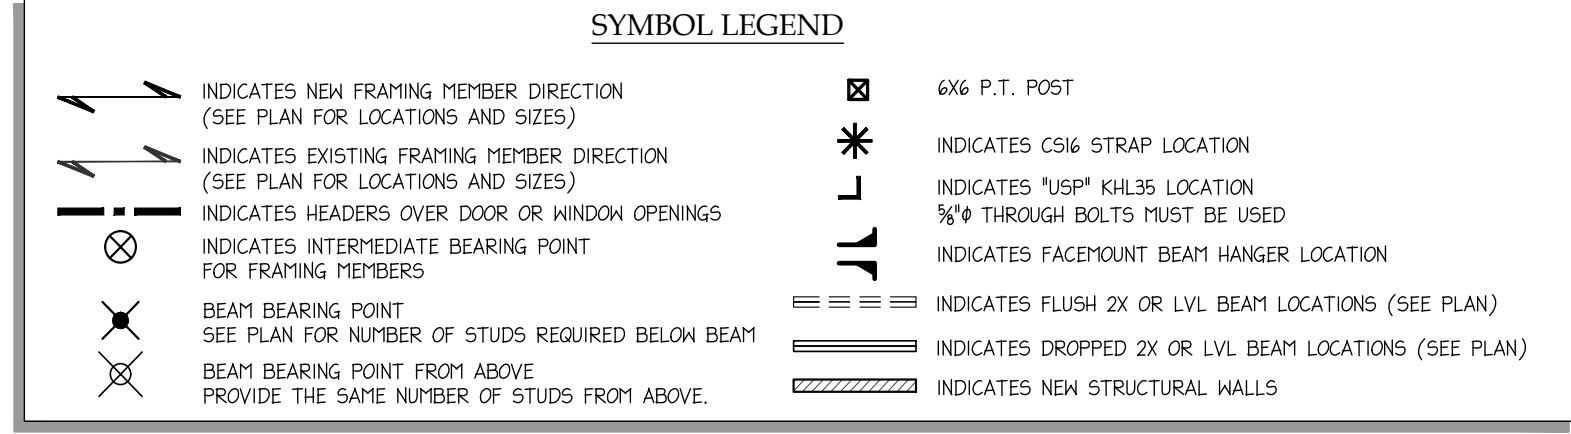 SYMBOL LEGEND
INDICATES NEW FRAMING MEMBER DIRECTION
(SEE PLAN FOR LOCATIONS AND SIZES)
INDICATES EXISTING FRAMING MEMBER DIRECTION
(SEE PLAN FOR LOCATIONS AND SIZES)
INDICATES HEADERS OVER DOOR OR WINDOW OPENINGS
INDICATES INTERMEDIATE BEARING POINT
FOR FRAMING MEMBERS
BEAM BEARING POINT
SEE PLAN FOR NUMBER OF STUDS REQUIRED BELOW BEAM
BEAM BEARING POINT FROM ABOVE
PROVIDE THE SAME NUMBER OF STUDS FROM ABOVE.
6X6 P.T. POST
INDICATES CS16 STRAP LOCATION
INDICATES "USP" KHL35 LOCATION
⅝"Φ THROUGH BOLTS MUST BE USED
INDICATES FACEMOUNT BEAM HANGER LOCATION
INDICATES FLUSH 2X OR LVL BEAM LOCATIONS (SEE PLAN)
INDICATES DROPPED 2X OR LVL BEAM LOCATIONS (SEE PLAN)
INDICATES NEW STRUCTURAL WALLS